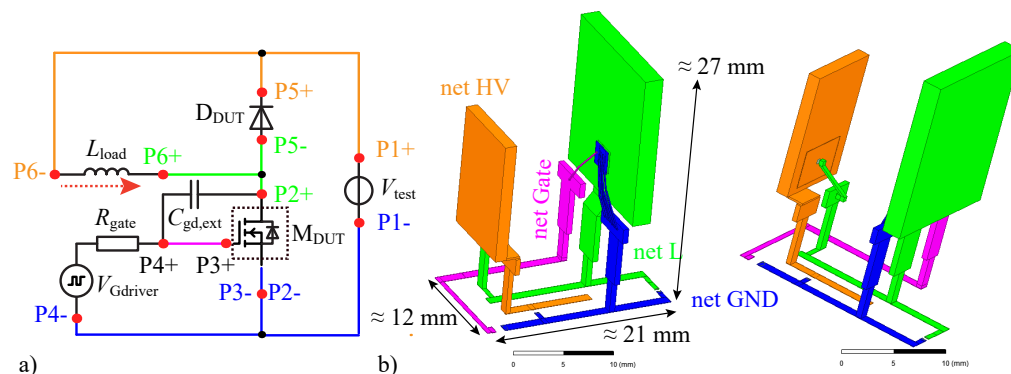 P5+
D_DUT
P5-
L_load
P6+
P6-
P1+
V_test
P1-
P2+
C_gd,ext
R_gate
M_DUT
P4+
P3+
V_Gdriver
P3-
P2-
P4-
a)
net HV
≈ 27 mm
net Gate
net L
net GND
≈ 12 mm
≈ 21 mm
b)
0 5 10 (mm)
0 5 10 (mm)